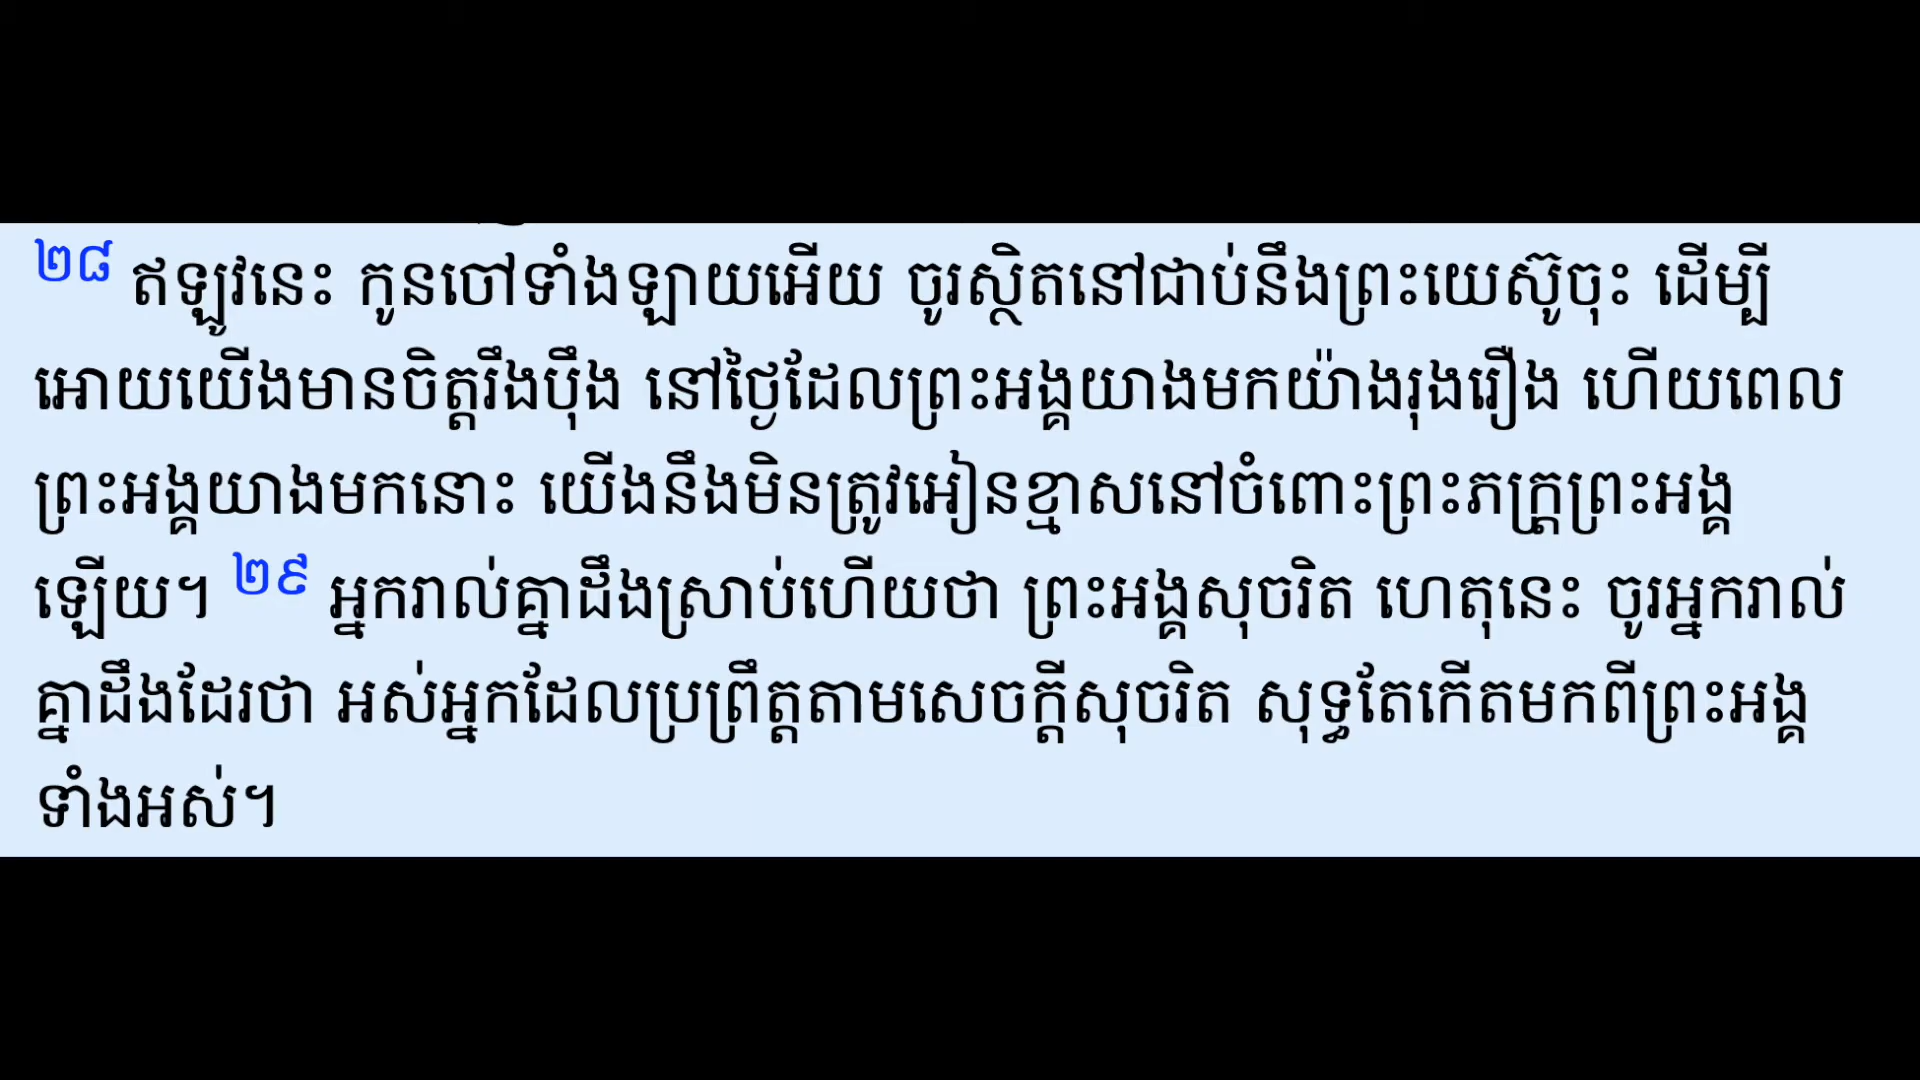 ២៨ ឥឡូវនេះ កូនចៅទាំងឡាយអើយ ចូរស្ថិតនៅជាប់នឹងព្រះយេស៊ូចុះ ដើម្បី
អោយយើងមានចិត្តរឹងប៉ឹង នៅថ្ងៃដែលព្រះអង្គយាងមកយ៉ាងរុងរឿង ហើយពេល
ព្រះអង្គយាងមកនោះ យើងនឹងមិនត្រូវអៀនខ្មាសនៅចំពោះព្រះភក្ត្រព្រះអង្គ
ឡើយ។ ២៩ អ្នករាល់គ្នាដឹងស្រាប់ហើយថា ព្រះអង្គសុចរិត ហេតុនេះ ចូរអ្នករាល់
គ្នាដឹងដែរថា អស់អ្នកដែលប្រព្រឹត្តតាមសេចក្ដីសុចរិត សុទ្ធតែកើតមកពីព្រះអង្គ
ទាំងអស់។